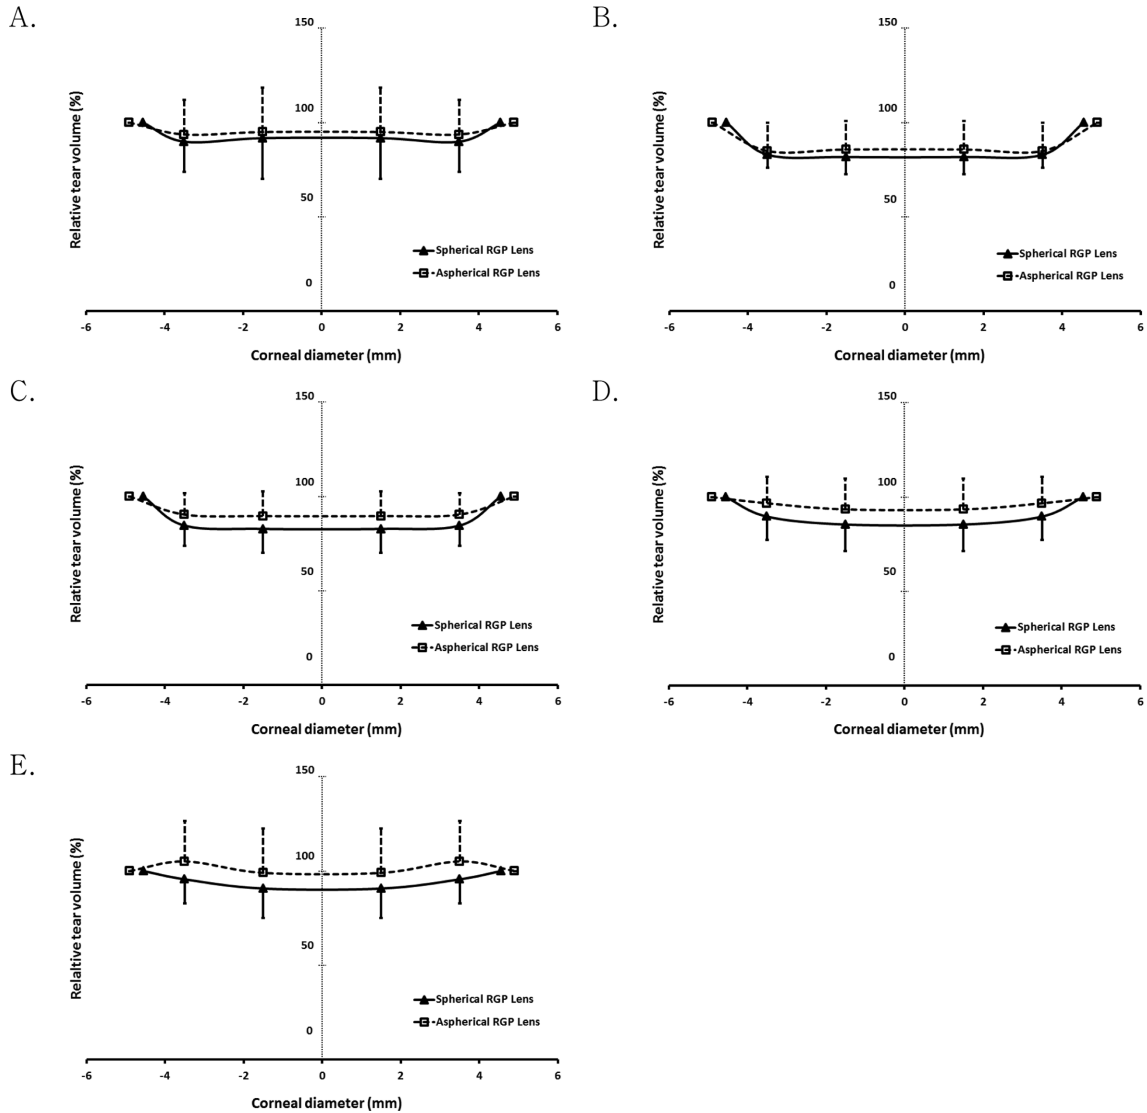 A.
150
100
50
0
Relative tear volume (%)
Spherical RGP Lens
Aspherical RGP Lens
-6 -4 -2 0 2 4 6
Corneal diameter (mm)
B.
150
100
50
0
Relative tear volume (%)
Spherical RGP Lens
Aspherical RGP Lens
-6 -4 -2 0 2 4 6
Corneal diameter (mm)
C.
150
100
50
0
Relative tear volume (%)
Spherical RGP Lens
Aspherical RGP Lens
-6 -4 -2 0 2 4 6
Corneal diameter (mm)
D.
150
100
50
0
Relative tear volume (%)
Spherical RGP Lens
Aspherical RGP Lens
-6 -4 -2 0 2 4 6
Corneal diameter (mm)
E.
150
100
50
0
Relaltive tear volume (%)
Spherical RGP Lens
Aspherical RGP Lens
-6 -4 -2 0 2 4 6
Corneal diameter (mm)